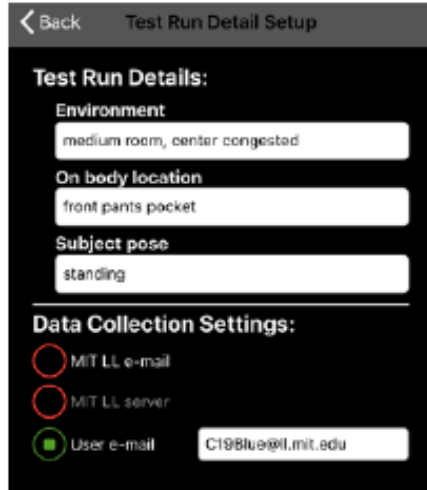 Back Test Run Detail Setup
Test Run Details:
Environment
medium room, center congested
On body location
front pants pocket
Subject pose
standing
Data Collection Settings:
MIT LL e-mail
MIT LL server
User e-mail C19Blue@ll.mit.edu